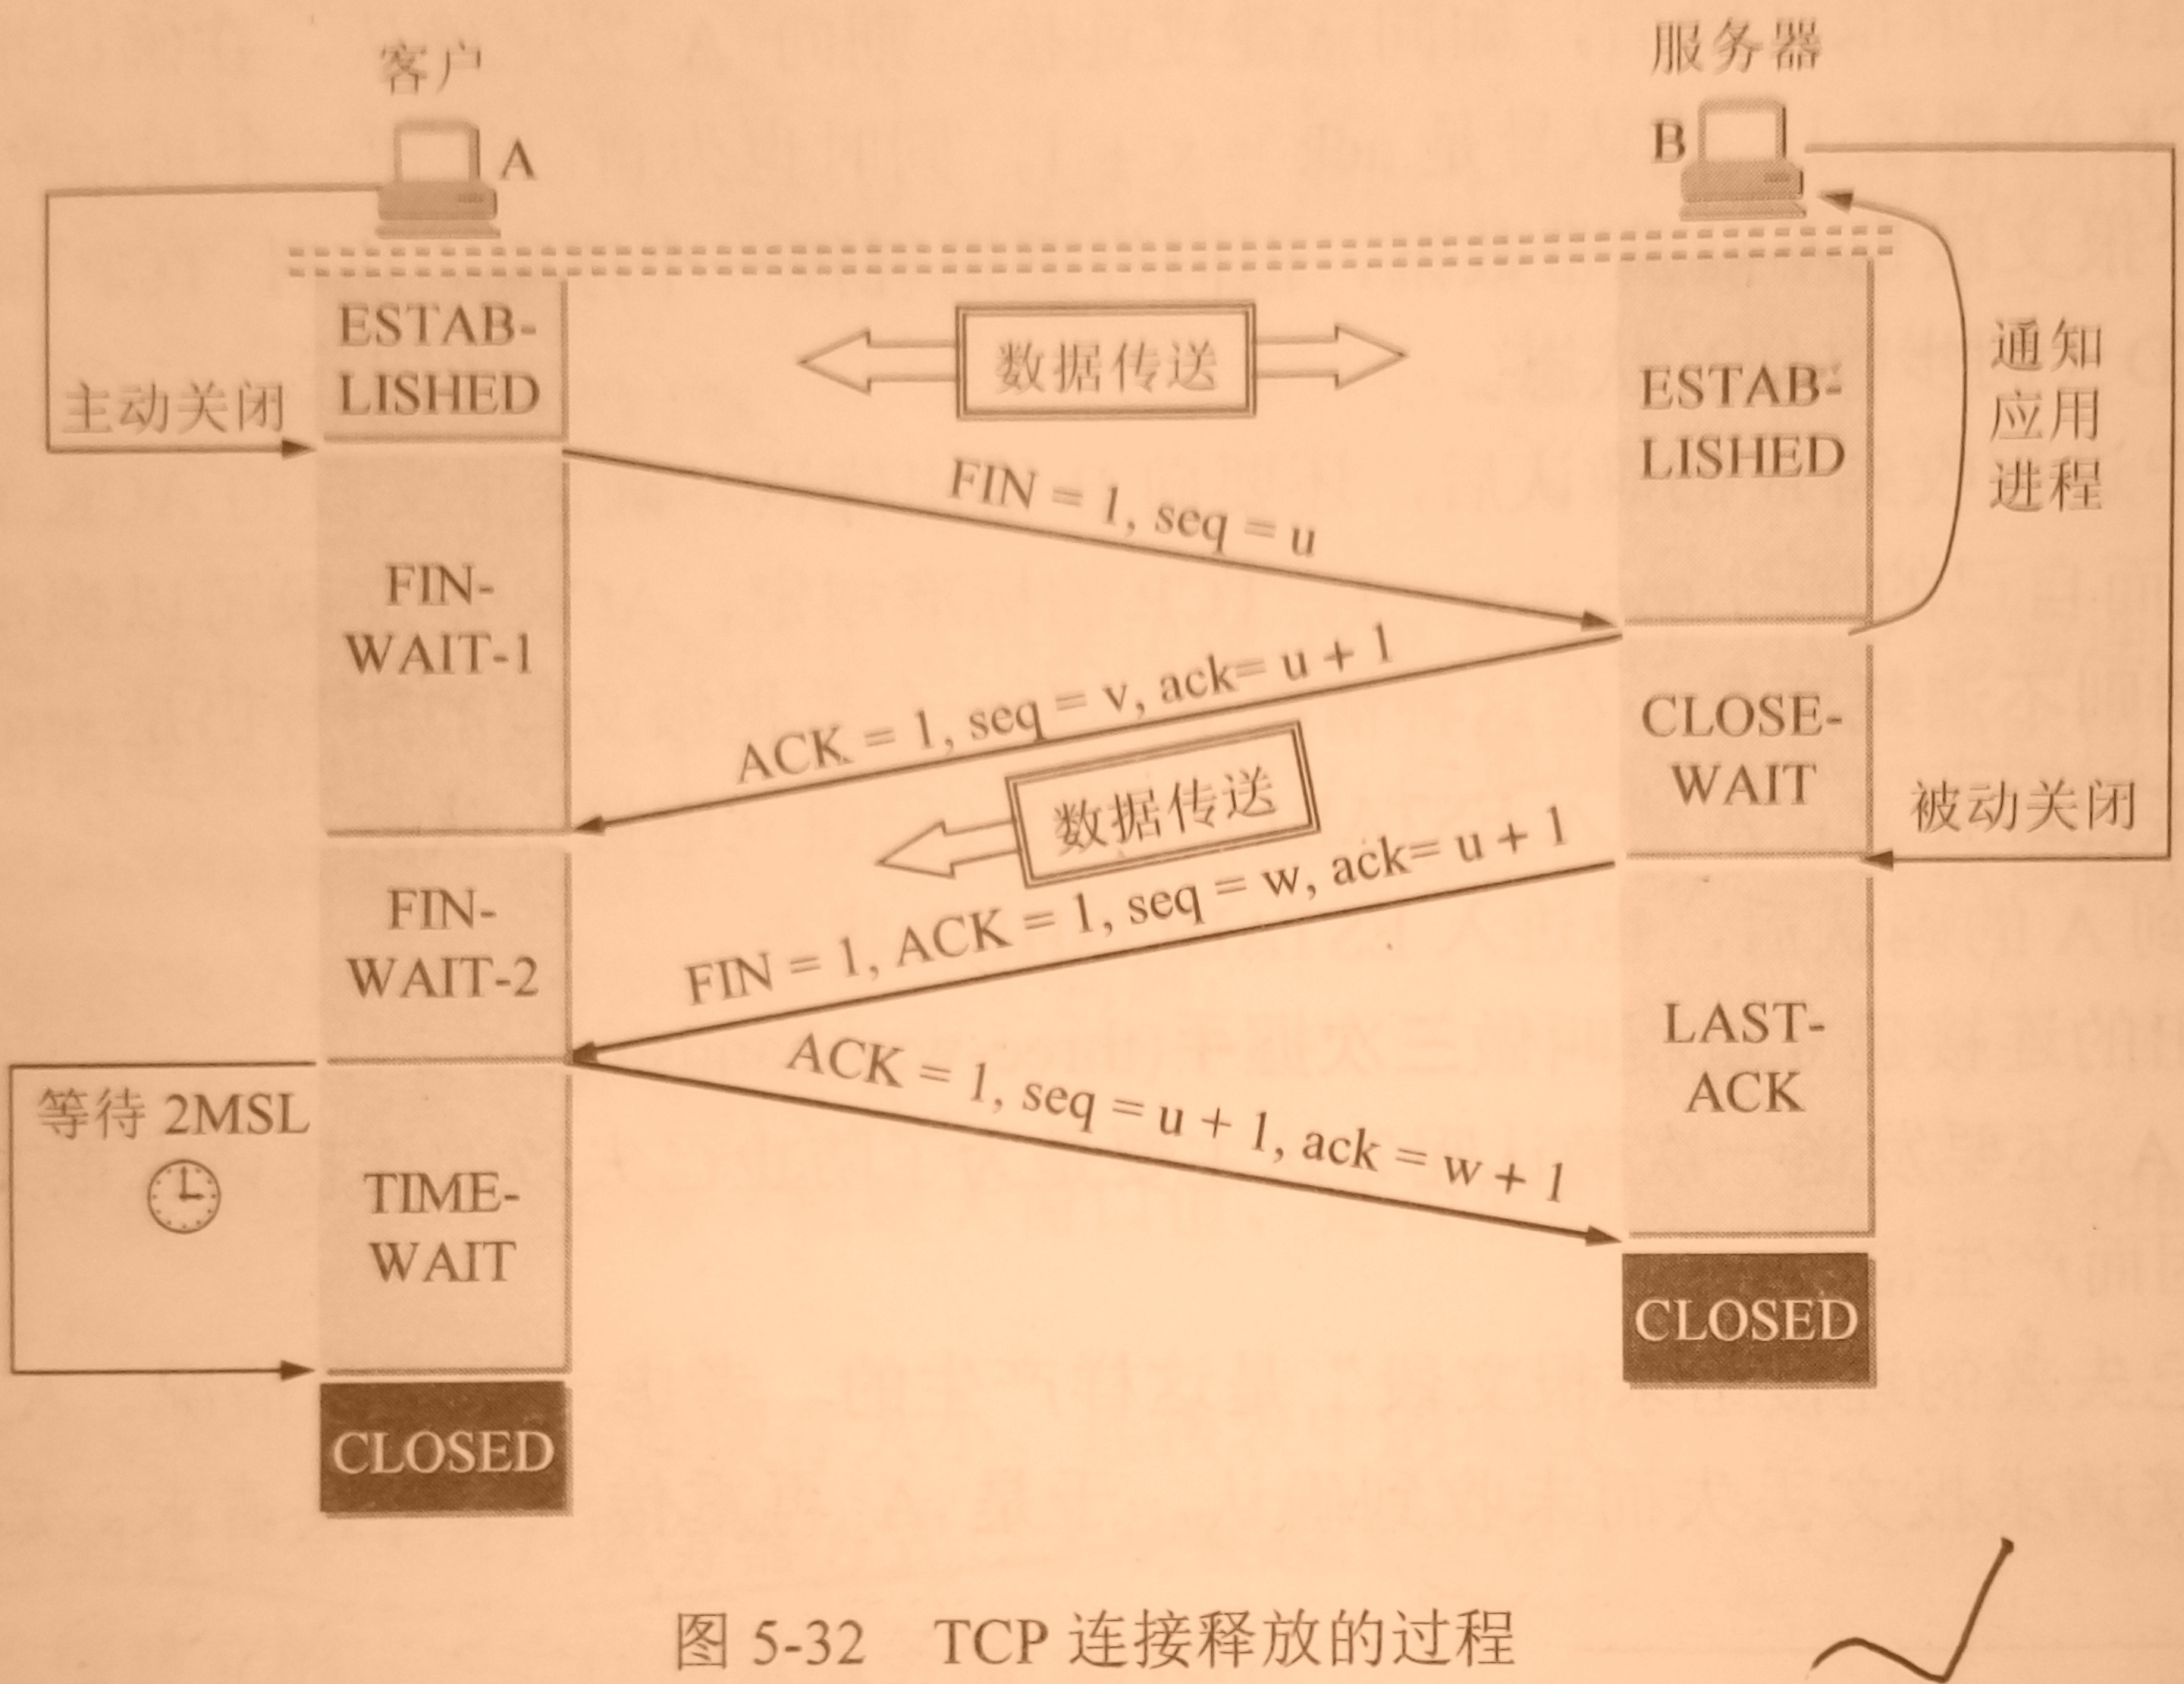 客户
服务器
A
B
ESTAB-
LISHED
数据传送
ESTAB-
LISHED
通知
应用
进程
主动关闭
FIN = 1, seq = u
FIN-
WAIT-1
ACK = 1, seq = v, ack= u + 1
CLOSE-
WAIT
数据传送
被动关闭
FIN-
WAIT-2
FIN = 1, ACK = 1, seq = w, ack= u + 1
LAST-
ACK
ACK = 1, seq = u + 1, ack = w + 1
等待 2MSL
TIME-
WAIT
CLOSED
CLOSED
图 5-32 TCP 连接释放的过程